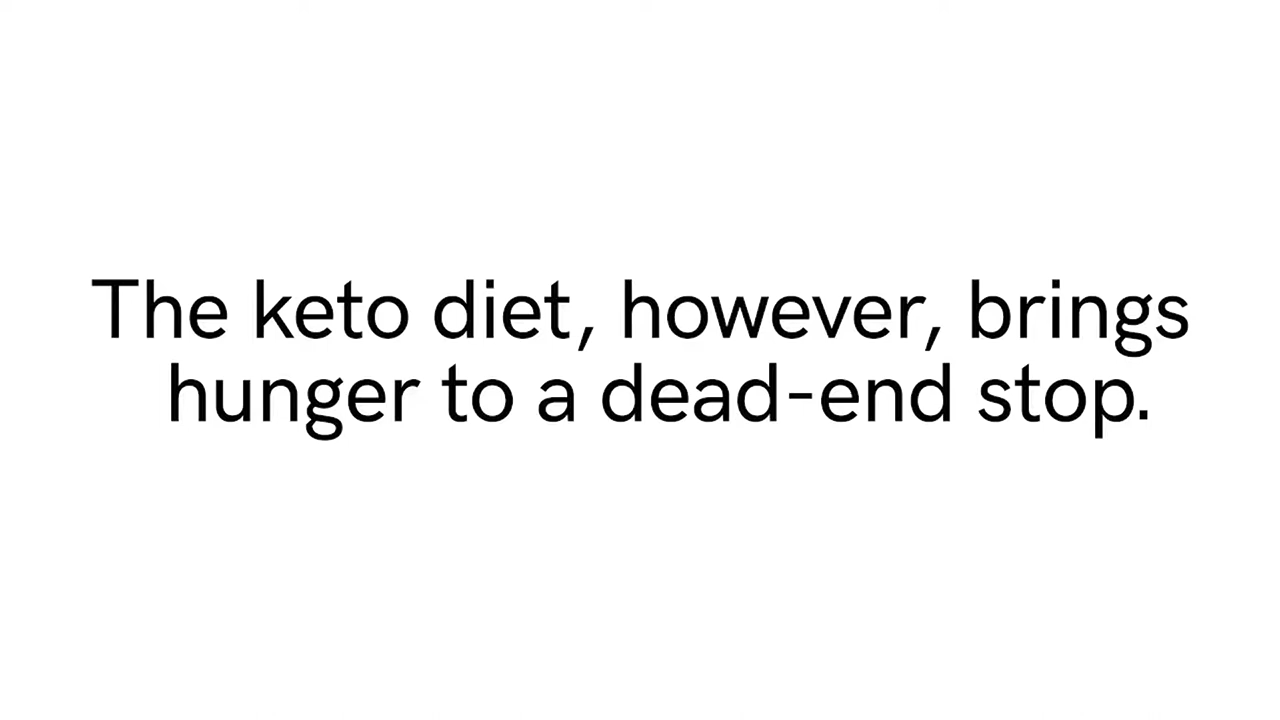 The keto diet, however, brings
hunger to a dead-end stop.